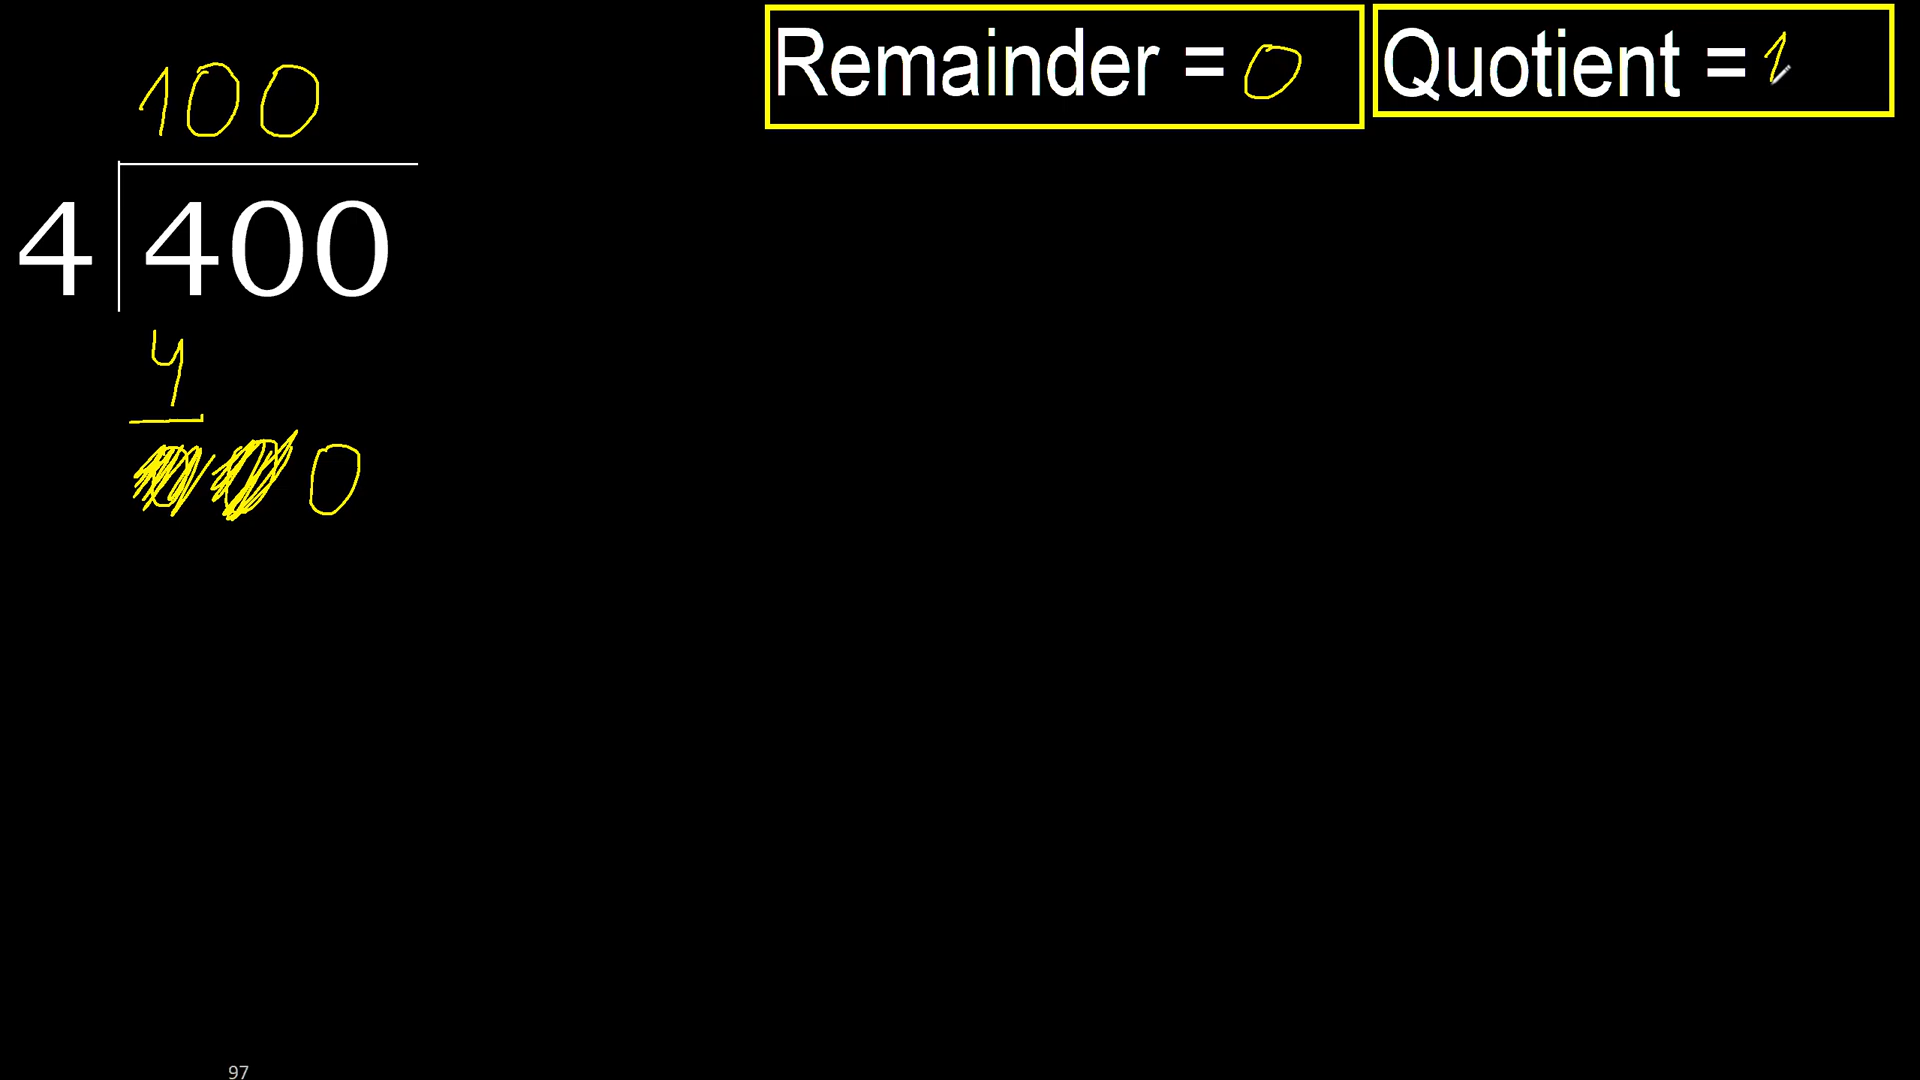 Remainder = 0
Quotient = 1
100
4 400
4
0
97